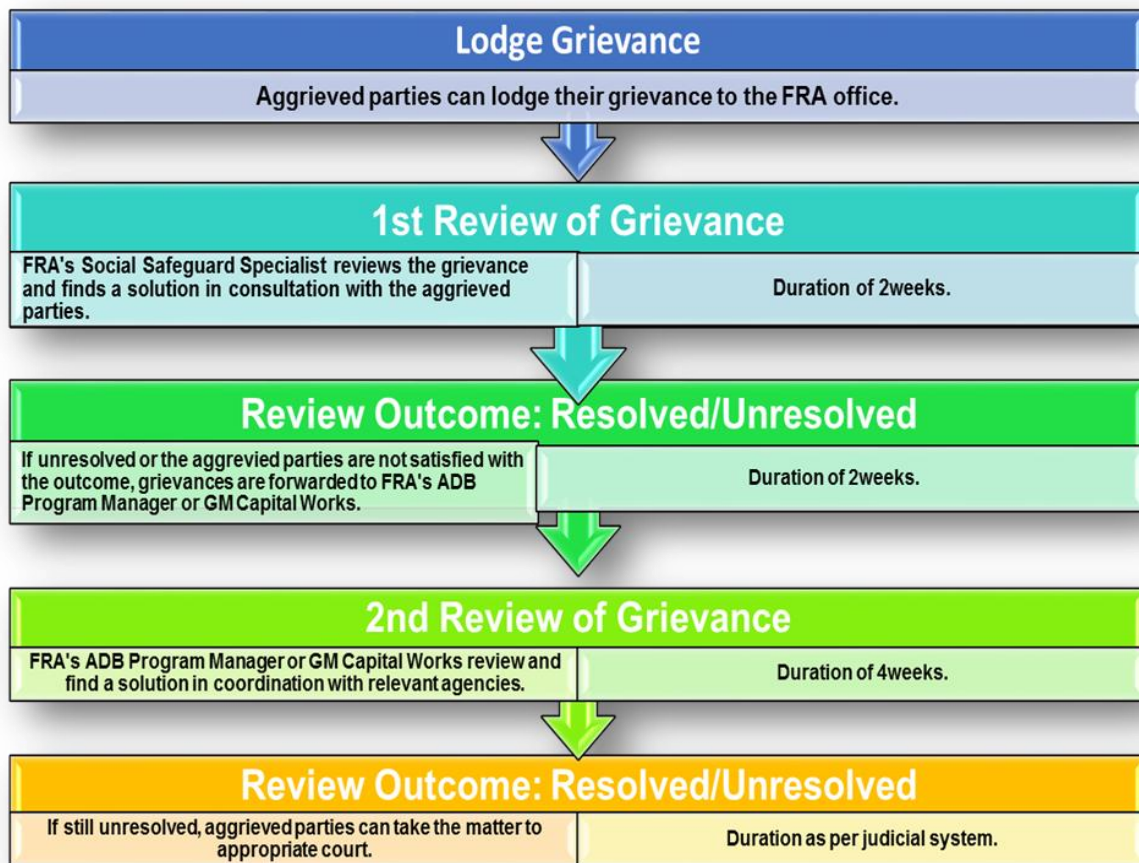 Lodge Grievance
Aggrieved parties can lodge their grievance to the FRA office.
1st Review of Grievance
FRA's Social Safeguard Specialist reviews the grievance
and finds a solution in consultation with the aggrieved
parties.
Duration of 2weeks.
Review Outcome: Resolved/Unresolved
If unresolved or the aggrevied parties are not satisfied with
the outcome, grievances are forwarded to FRA's ADB
Program Manager or GM Capital Works.
Duration of 2weeks.
2nd Review of Grievance
FRA's ADB Program Manager or GM Capital Works review and
find a solution in coordination with relevant agencies.
Duration of 4weeks.
Review Outcome: Resolved/Unresolved
If still unresolved, aggrieved parties can take the matter to
appropriate court.
Duration as per judicial system.